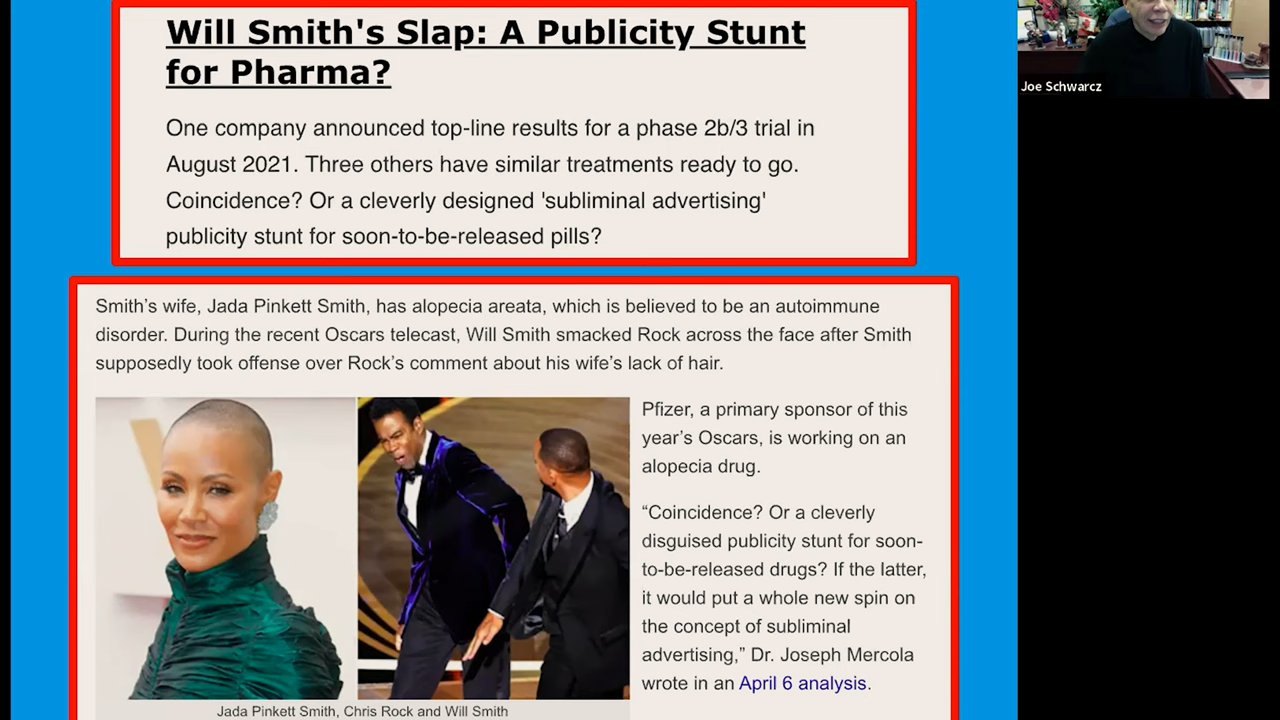 Will Smith's Slap: A Publicity Stunt
for Pharma?
One company announced top-line results for a phase 2b/3 trial in
August 2021. Three others have similar treatments ready to go.
Coincidence? Or a cleverly designed 'subliminal advertising'
publicity stunt for soon-to-be-released pills?
Smith’s wife, Jada Pinkett Smith, has alopecia areata, which is believed to be an autoimmune
disorder. During the recent Oscars telecast, Will Smith smacked Rock across the face after Smith
supposedly took offense over Rock’s comment about his wife’s lack of hair.
Pfizer, a primary sponsor of this
year’s Oscars, is working on an
alopecia drug.
“Coincidence? Or a cleverly
disguised publicity stunt for soon-
to-be-released drugs? If the latter,
it would put a whole new spin on
the concept of subliminal
advertising,” Dr. Joseph Mercola
wrote in an April 6 analysis.
Jada Pinkett Smith, Chris Rock and Will Smith
Joe Schwarcz